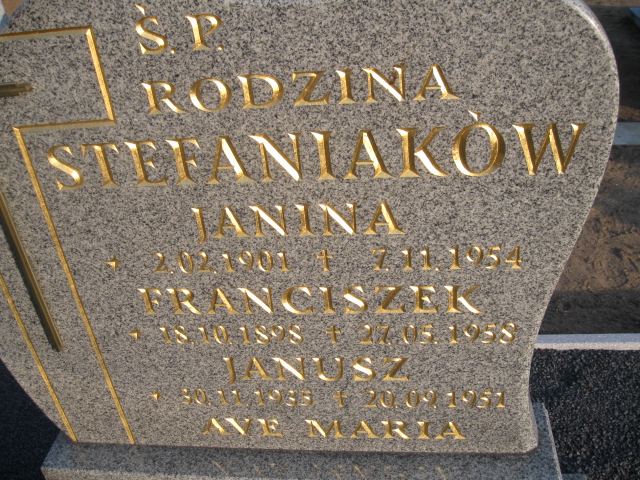 Ś. P.
RODZINA
STEFANIAKÓW
JANINA
* 2.02.1901 † 7.11.1954
FRANCISZEK
* 18.10.1898 † 27.05.1958
JANUSZ
* 30.11.1935 † 20.09.1951
AVE MARIA